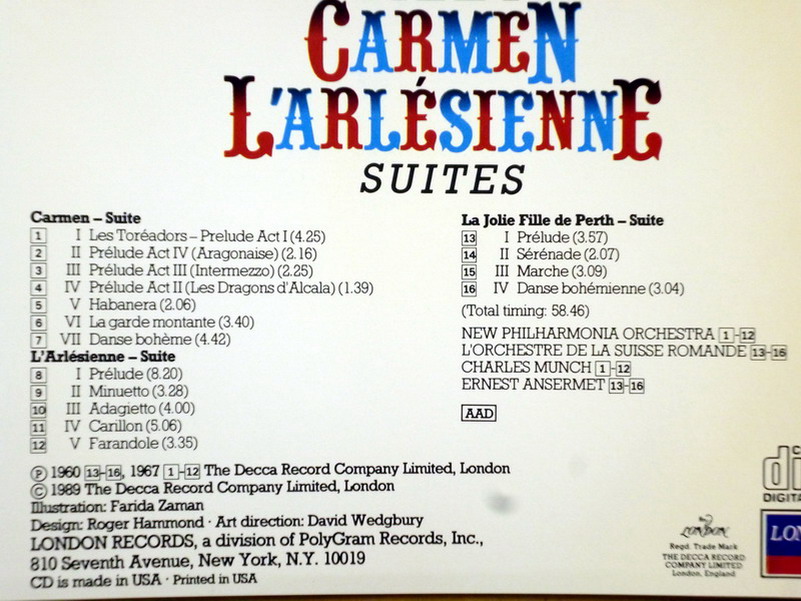 CARMEN
L'ARLÉSIENNE
SUITES
Carmen – Suite
1 I Les Toréadors – Prelude Act I (4.25)
2 II Prélude Act IV (Aragonaise) (2.16)
3 III Prélude Act III (Intermezzo) (2.25)
4 IV Prélude Act II (Les Dragons d'Alcala) (1.39)
5 V Habanera (2.06)
6 VI La garde montante (3.40)
7 VII Danse bohème (4.42)
L'Arlésienne – Suite
8 I Prélude (8.20)
9 II Minuetto (3.28)
10 III Adagietto (4.00)
11 IV Carillon (5.06)
12 V Farandole (3.35)
La Jolie Fille de Perth – Suite
13 I Prélude (3.57)
14 II Sérénade (2.07)
15 III Marche (3.09)
16 IV Danse bohémienne (3.04)
(Total timing: 58.46)
NEW PHILHARMONIA ORCHESTRA 1-12
L'ORCHESTRE DE LA SUISSE ROMANDE 13-16
CHARLES MUNCH 1-12
ERNEST ANSERMET 13-16
AAD
Ⓟ 1960 13-16, 1967 1-12 The Decca Record Company Limited, London
© 1989 The Decca Record Company Limited, London
Illustration: Farida Zaman
Design: Roger Hammond · Art direction: David Wedgbury
LONDON RECORDS, a division of PolyGram Records, Inc.,
810 Seventh Avenue, New York, N.Y. 10019
CD is made in USA · Printed in USA
LONDON
Regd. Trade Mark
THE DECCA RECORD
COMPANY LIMITED
London, England